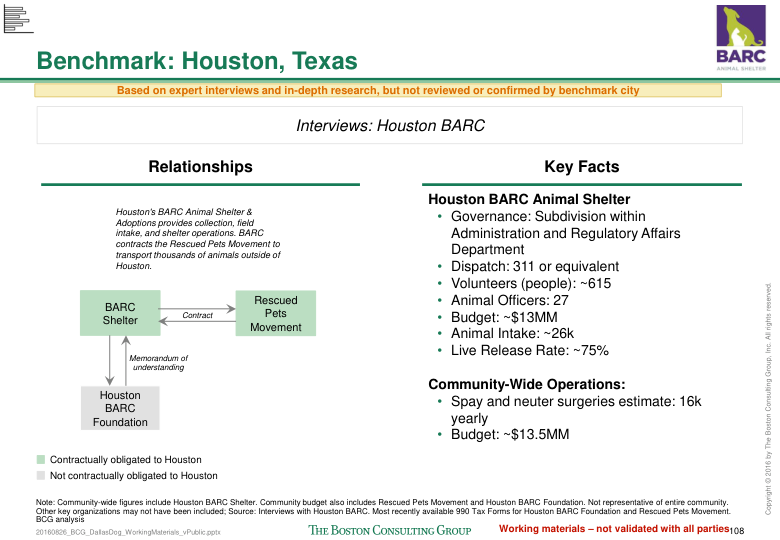 BARC
ANIMAL SHELTER
Benchmark: Houston, Texas
Based on expert interviews and in-depth research, but not reviewed or confirmed by benchmark city
Interviews: Houston BARC
Relationships
Houston's BARC Animal Shelter &
Adoptions provides collection, field
intake, and shelter operations. BARC
contracts the Rescued Pets Movement to
transport thousands of animals outside of
Houston.
BARC
Shelter
Contract
Rescued
Pets
Movement
Memorandum of
understanding
Houston
BARC
Foundation
Contractually obligated to Houston
Not contractually obligated to Houston
Key Facts
Houston BARC Animal Shelter
• Governance: Subdivision within
Administration and Regulatory Affairs
Department
• Dispatch: 311 or equivalent
• Volunteers (people): ~615
• Animal Officers: 27
• Budget: ~$13MM
• Animal Intake: ~26k
• Live Release Rate: ~75%
Community-Wide Operations:
• Spay and neuter surgeries estimate: 16k
yearly
• Budget: ~$13.5MM
Note: Community-wide figures include Houston BARC Shelter. Community budget also includes Rescued Pets Movement and Houston BARC Foundation. Not representative of entire community.
Other key organizations may not have been included; Source: Interviews with Houston BARC. Most recently available 990 Tax Forms for Houston BARC Foundation and Rescued Pets Movement.
BCG analysis
20160826_BCG_DallasDog_WorkingMaterials_vPublic.pptx
THE BOSTON CONSULTING GROUP
Working materials – not validated with all parties
108
Copyright © 2016 by The Boston Consulting Group, Inc. All rights reserved.